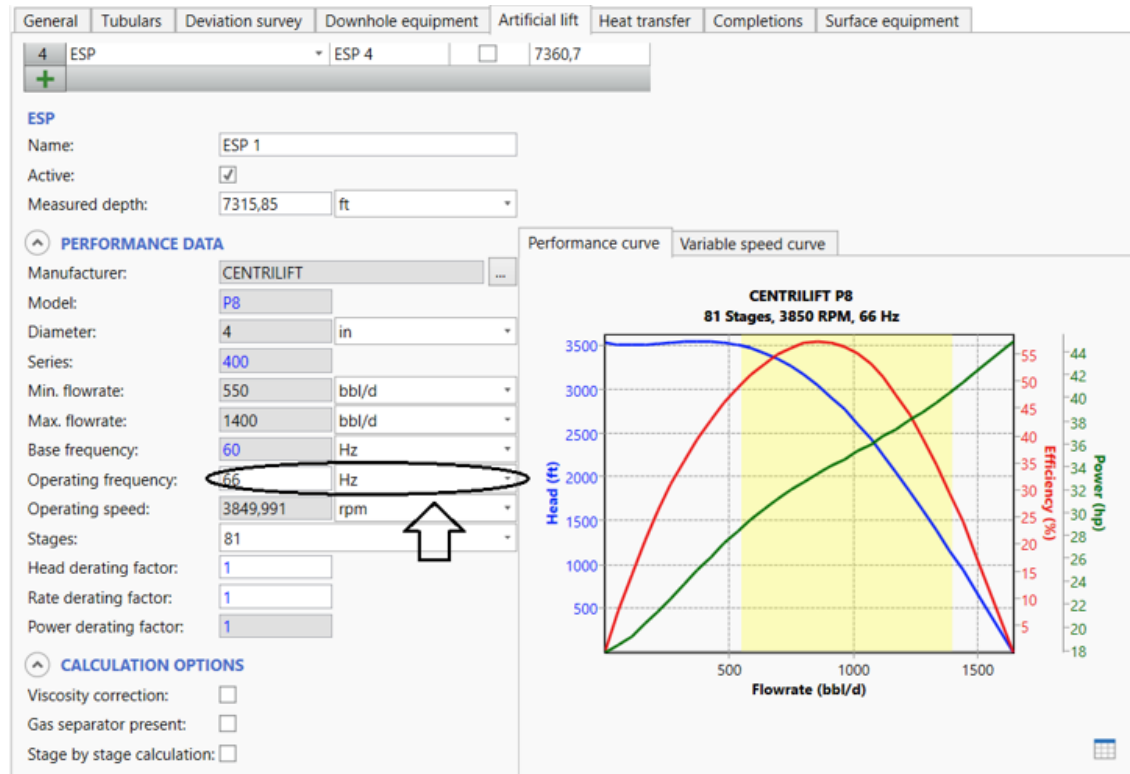 General Tubulars Deviation survey Downhole equipment Artificial lift Heat transfer Completions Surface equipment
4 ESP ESP 4 7360,7
ESP
Name: ESP 1
Active:
Measured depth: 7315,85 ft
PERFORMANCE DATA
Manufacturer: CENTRILIFT ...
Model: P8
Diameter: 4 in
Series: 400
Min. flowrate: 550 bbl/d
Max. flowrate: 1400 bbl/d
Base frequency: 60 Hz
Operating frequency: 66 Hz
Operating speed: 3849,991 rpm
Stages: 81
Head derating factor: 1
Rate derating factor: 1
Power derating factor: 1
CALCULATION OPTIONS
Viscosity correction:
Gas separator present:
Stage by stage calculation:
Performance curve Variable speed curve
CENTRILIFT P8
81 Stages, 3850 RPM, 66 Hz
Head (ft)
3500
3000
2500
2000
1500
1000
500
500 1000 1500
Flowrate (bbl/d)
55
50
45
40
35
30
25
20
15
10
5
Efficiency (%)
44
42
40
38
36
34
32
30
28
26
24
22
20
18
Power (hp)